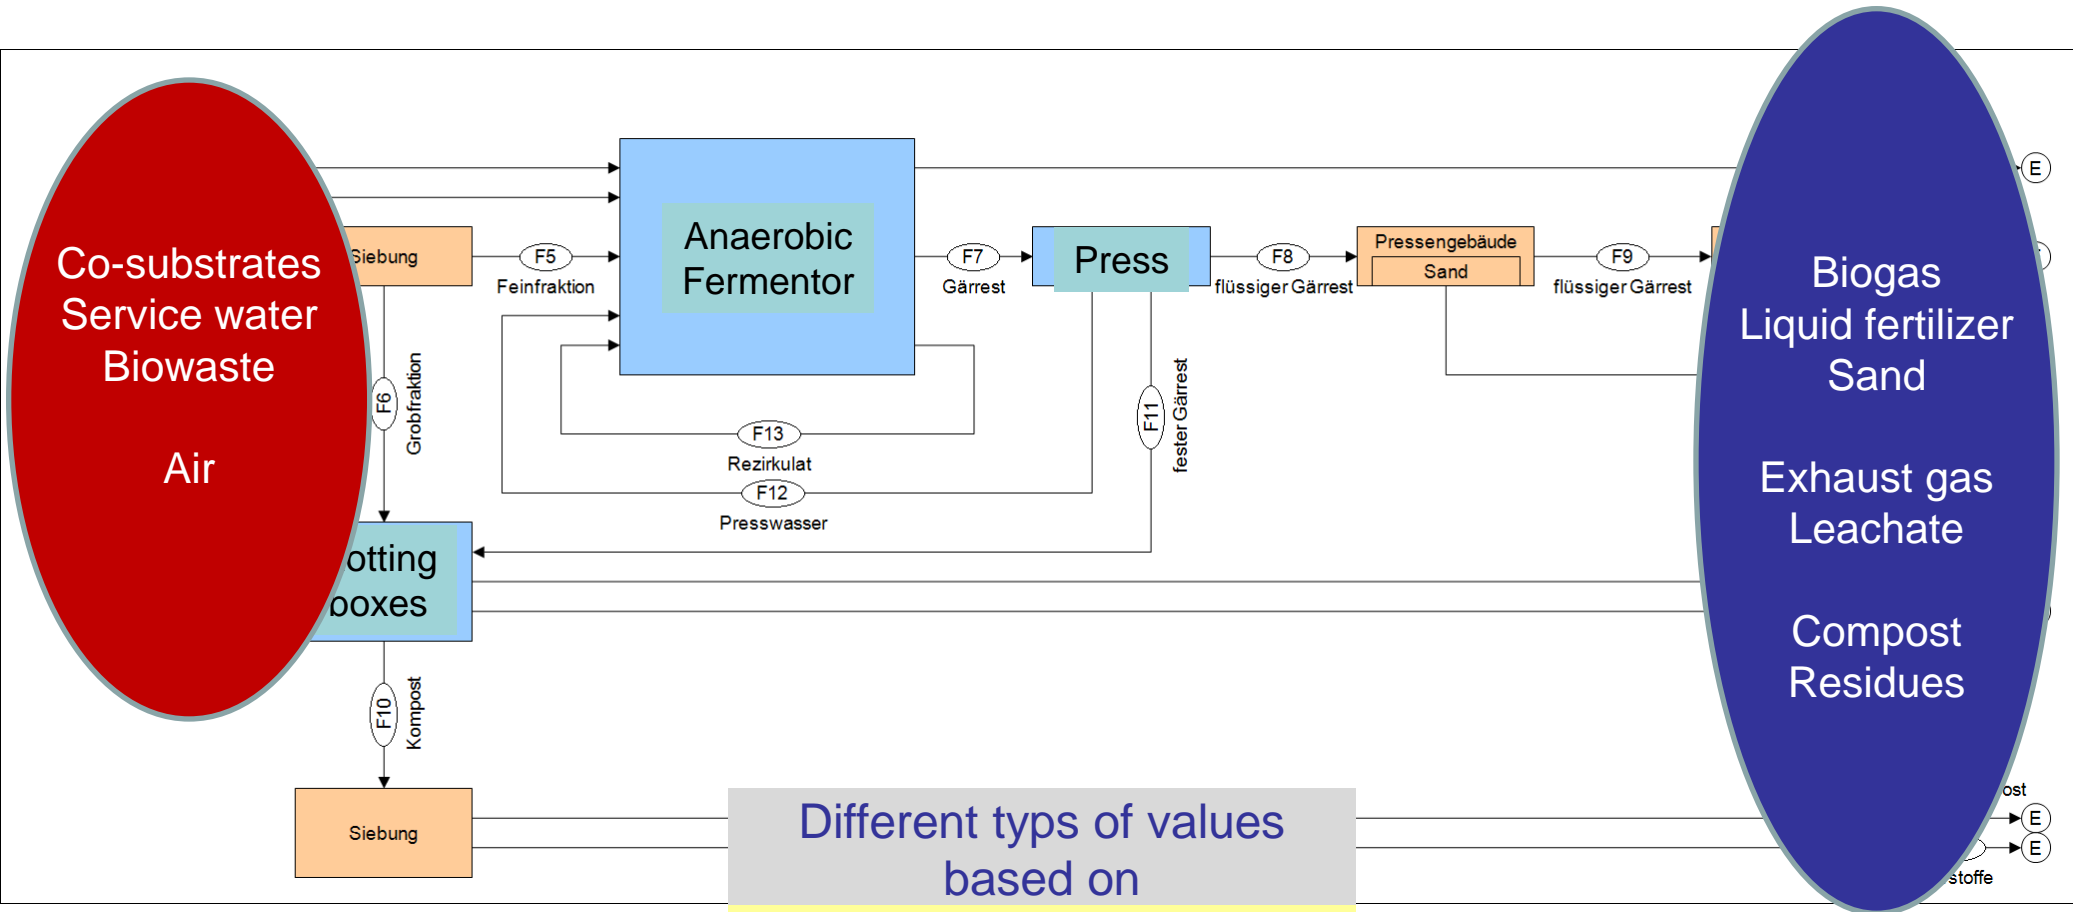 Co-substrates
Service water
Biowaste
Air
Siebung
F5
Feinfraktion
F6
Grobfraktion
Anaerobic
Fermentor
F7
Gärrest
Press
F8
flüssiger Gärrest
Pressengebäude
Sand
F9
flüssiger Gärrest
F13
Rezirkulat
F12
Presswasser
F11
fester Gärrest
otting
boxes
F10
Kompost
Siebung
Different typs of values
based on
Biogas
Liquid fertilizer
Sand
Exhaust gas
Leachate
Compost
Residues
E
ost
E
E
stoffe